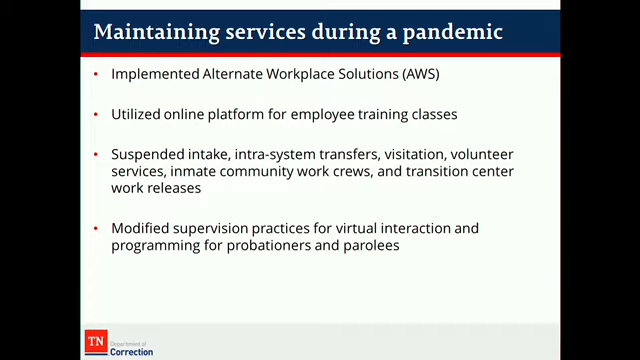 Maintaining services during a pandemic
• Implemented Alternate Workplace Solutions (AWS)
• Utilized online platform for employee training classes
• Suspended intake, intra-system transfers, visitation, volunteer
services, inmate community work crews, and transition center
work releases
• Modified supervision practices for virtual interaction and
programming for probationers and parolees
TN
Department of
Correction